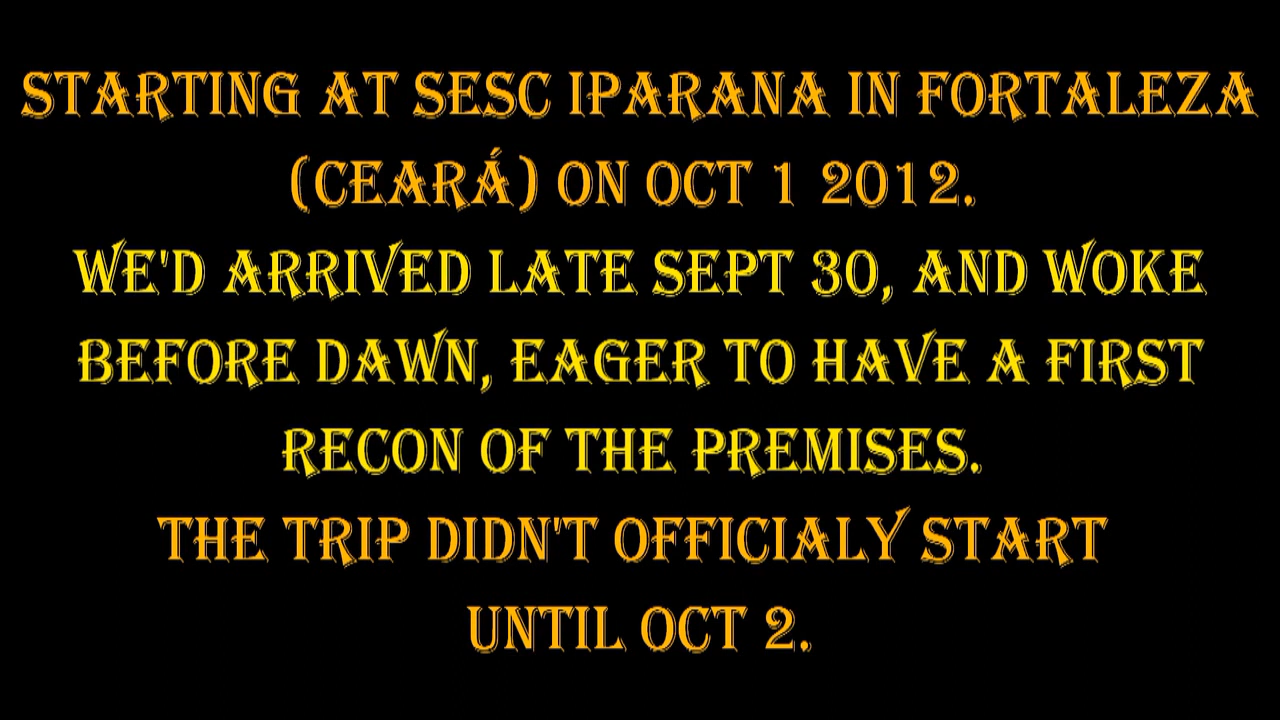 STARTING AT SESC IPARANA IN FORTALEZA
(CEARÁ) ON OCT 1 2012.
WE'D ARRIVED LATE SEPT 30, AND WOKE
BEFORE DAWN, EAGER TO HAVE A FIRST
RECON OF THE PREMISES.
THE TRIP DIDN'T OFFICIALY START
UNTIL OCT 2.